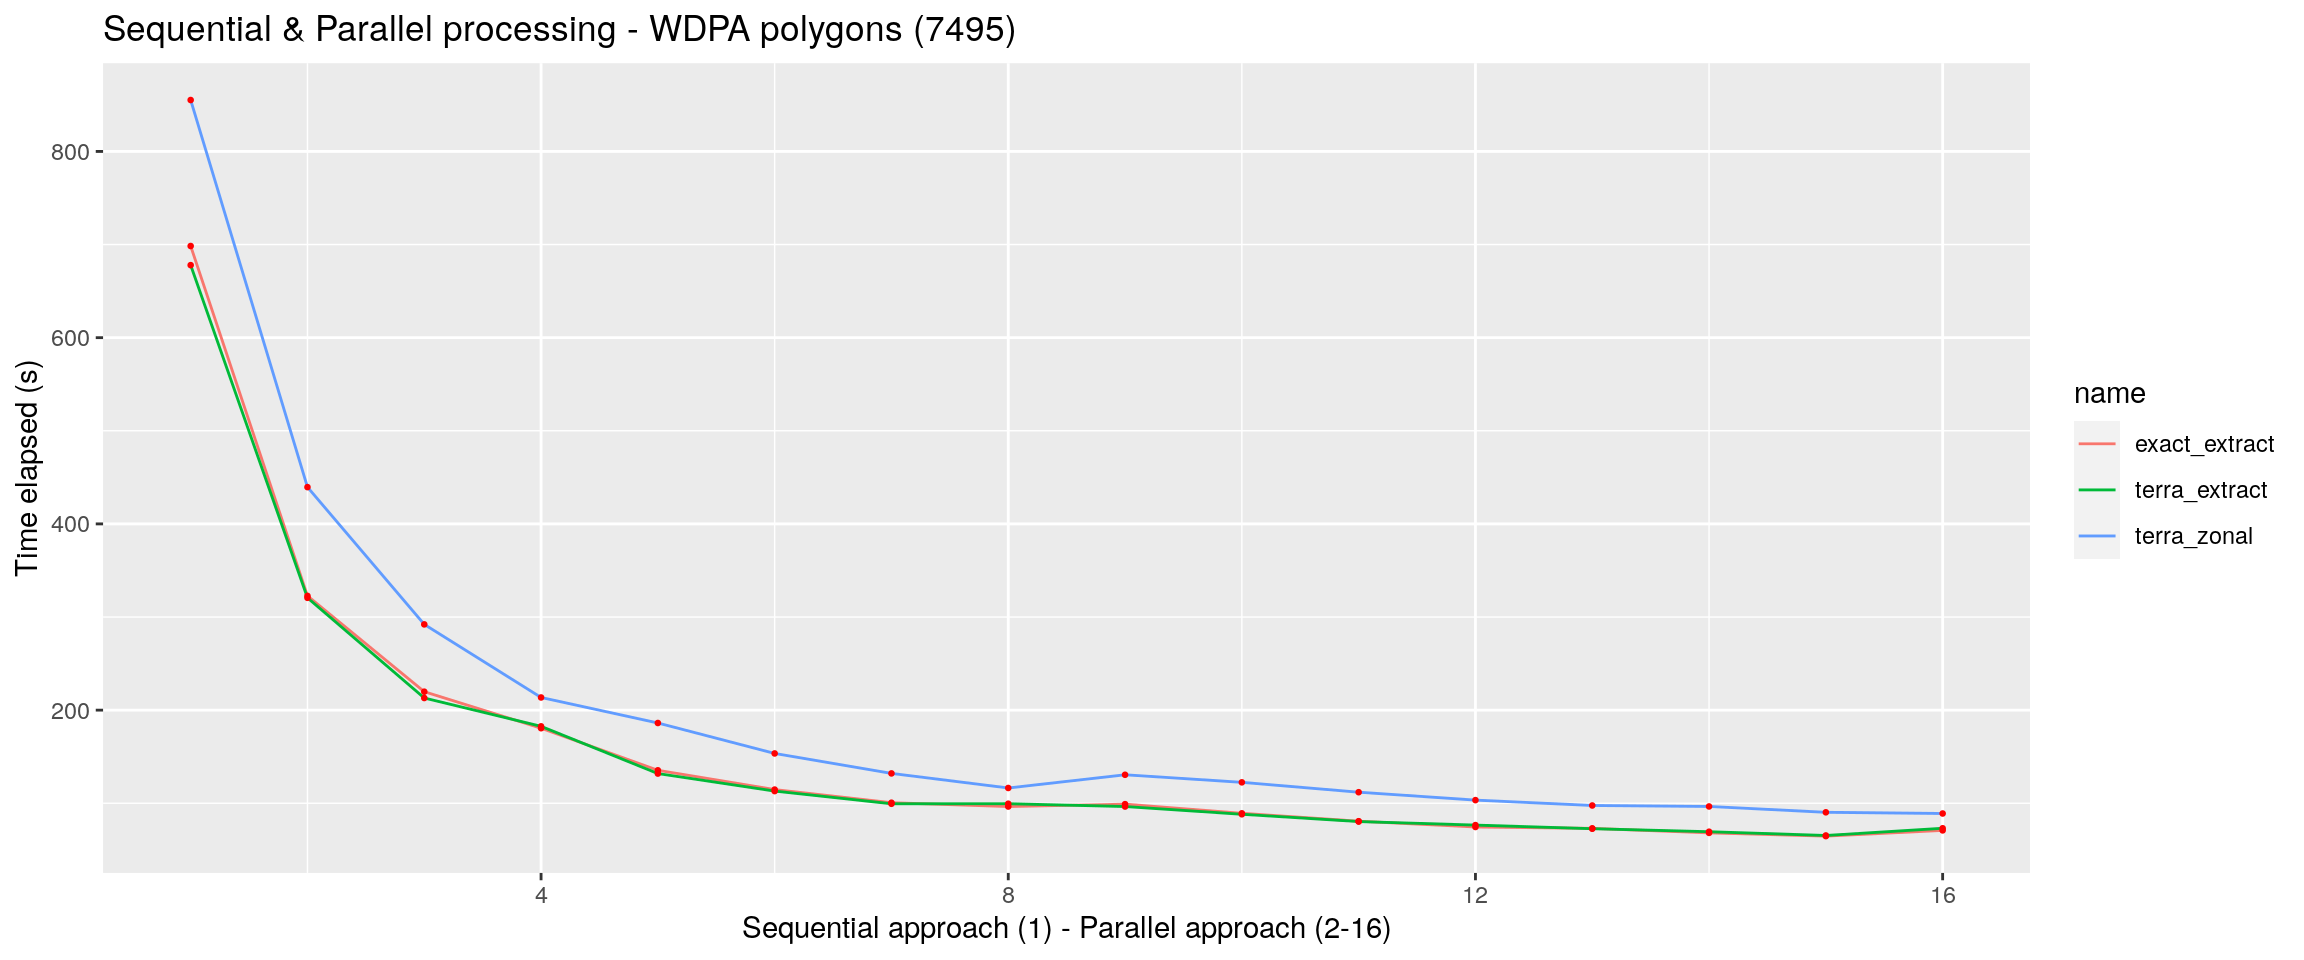 Sequential & Parallel processing - WDPA polygons (7495)
Time elapsed (s)
800
600
400
200
4 8 12 16
Sequential approach (1) - Parallel approach (2-16)
name
exact_extract
terra_extract
terra_zonal